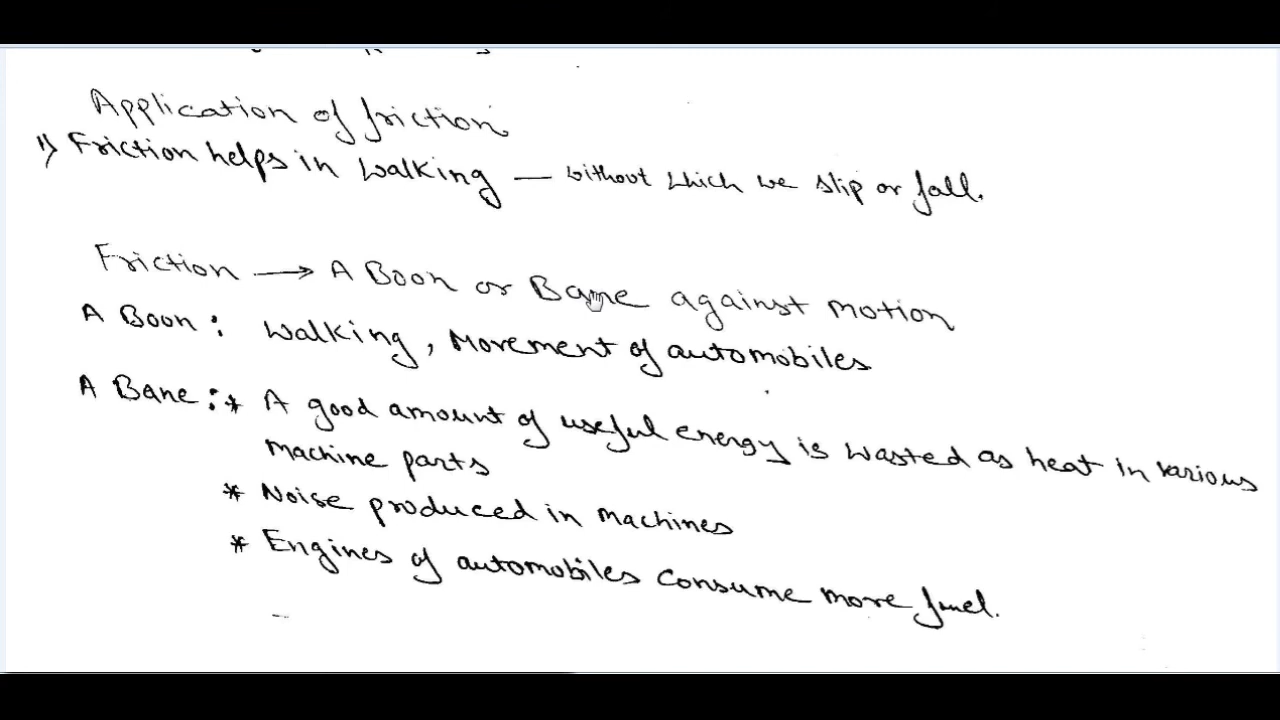 Application of friction.
1) Friction helps in walking — without which we slip or fall.
Friction → A Boon or Bane against motion
A Boon: Walking, Movement of automobiles
A Bane: * A good amount of useful energy is wasted as heat in various
machine parts
* Noise produced in machines
* Engines of automobiles consume more fuel.